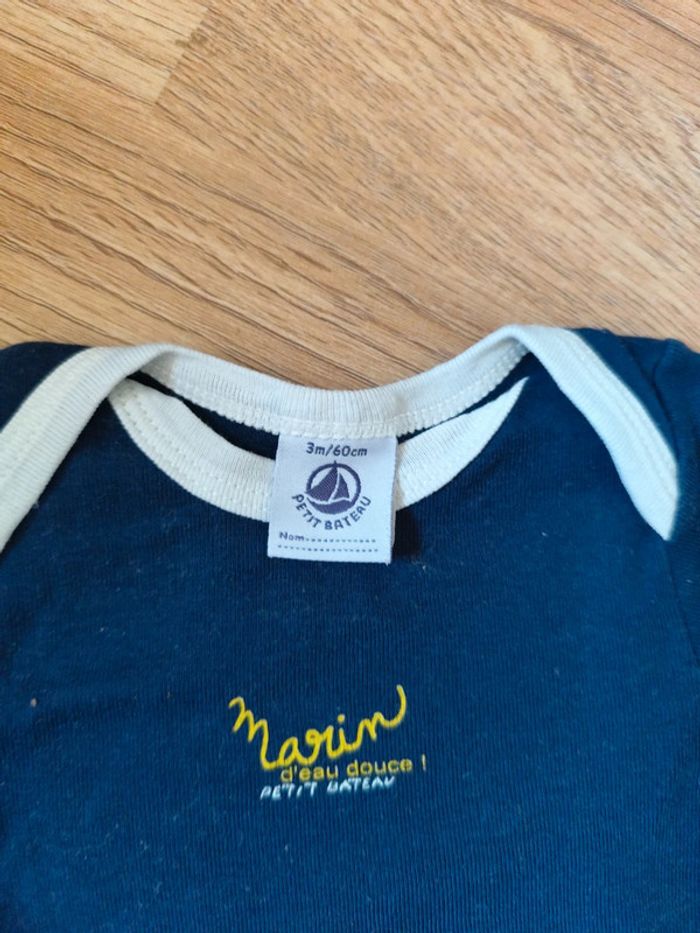 3m/60cm
PETIT BATEAU
Nom
Marin
d'eau douce !
PETIT BATEAU